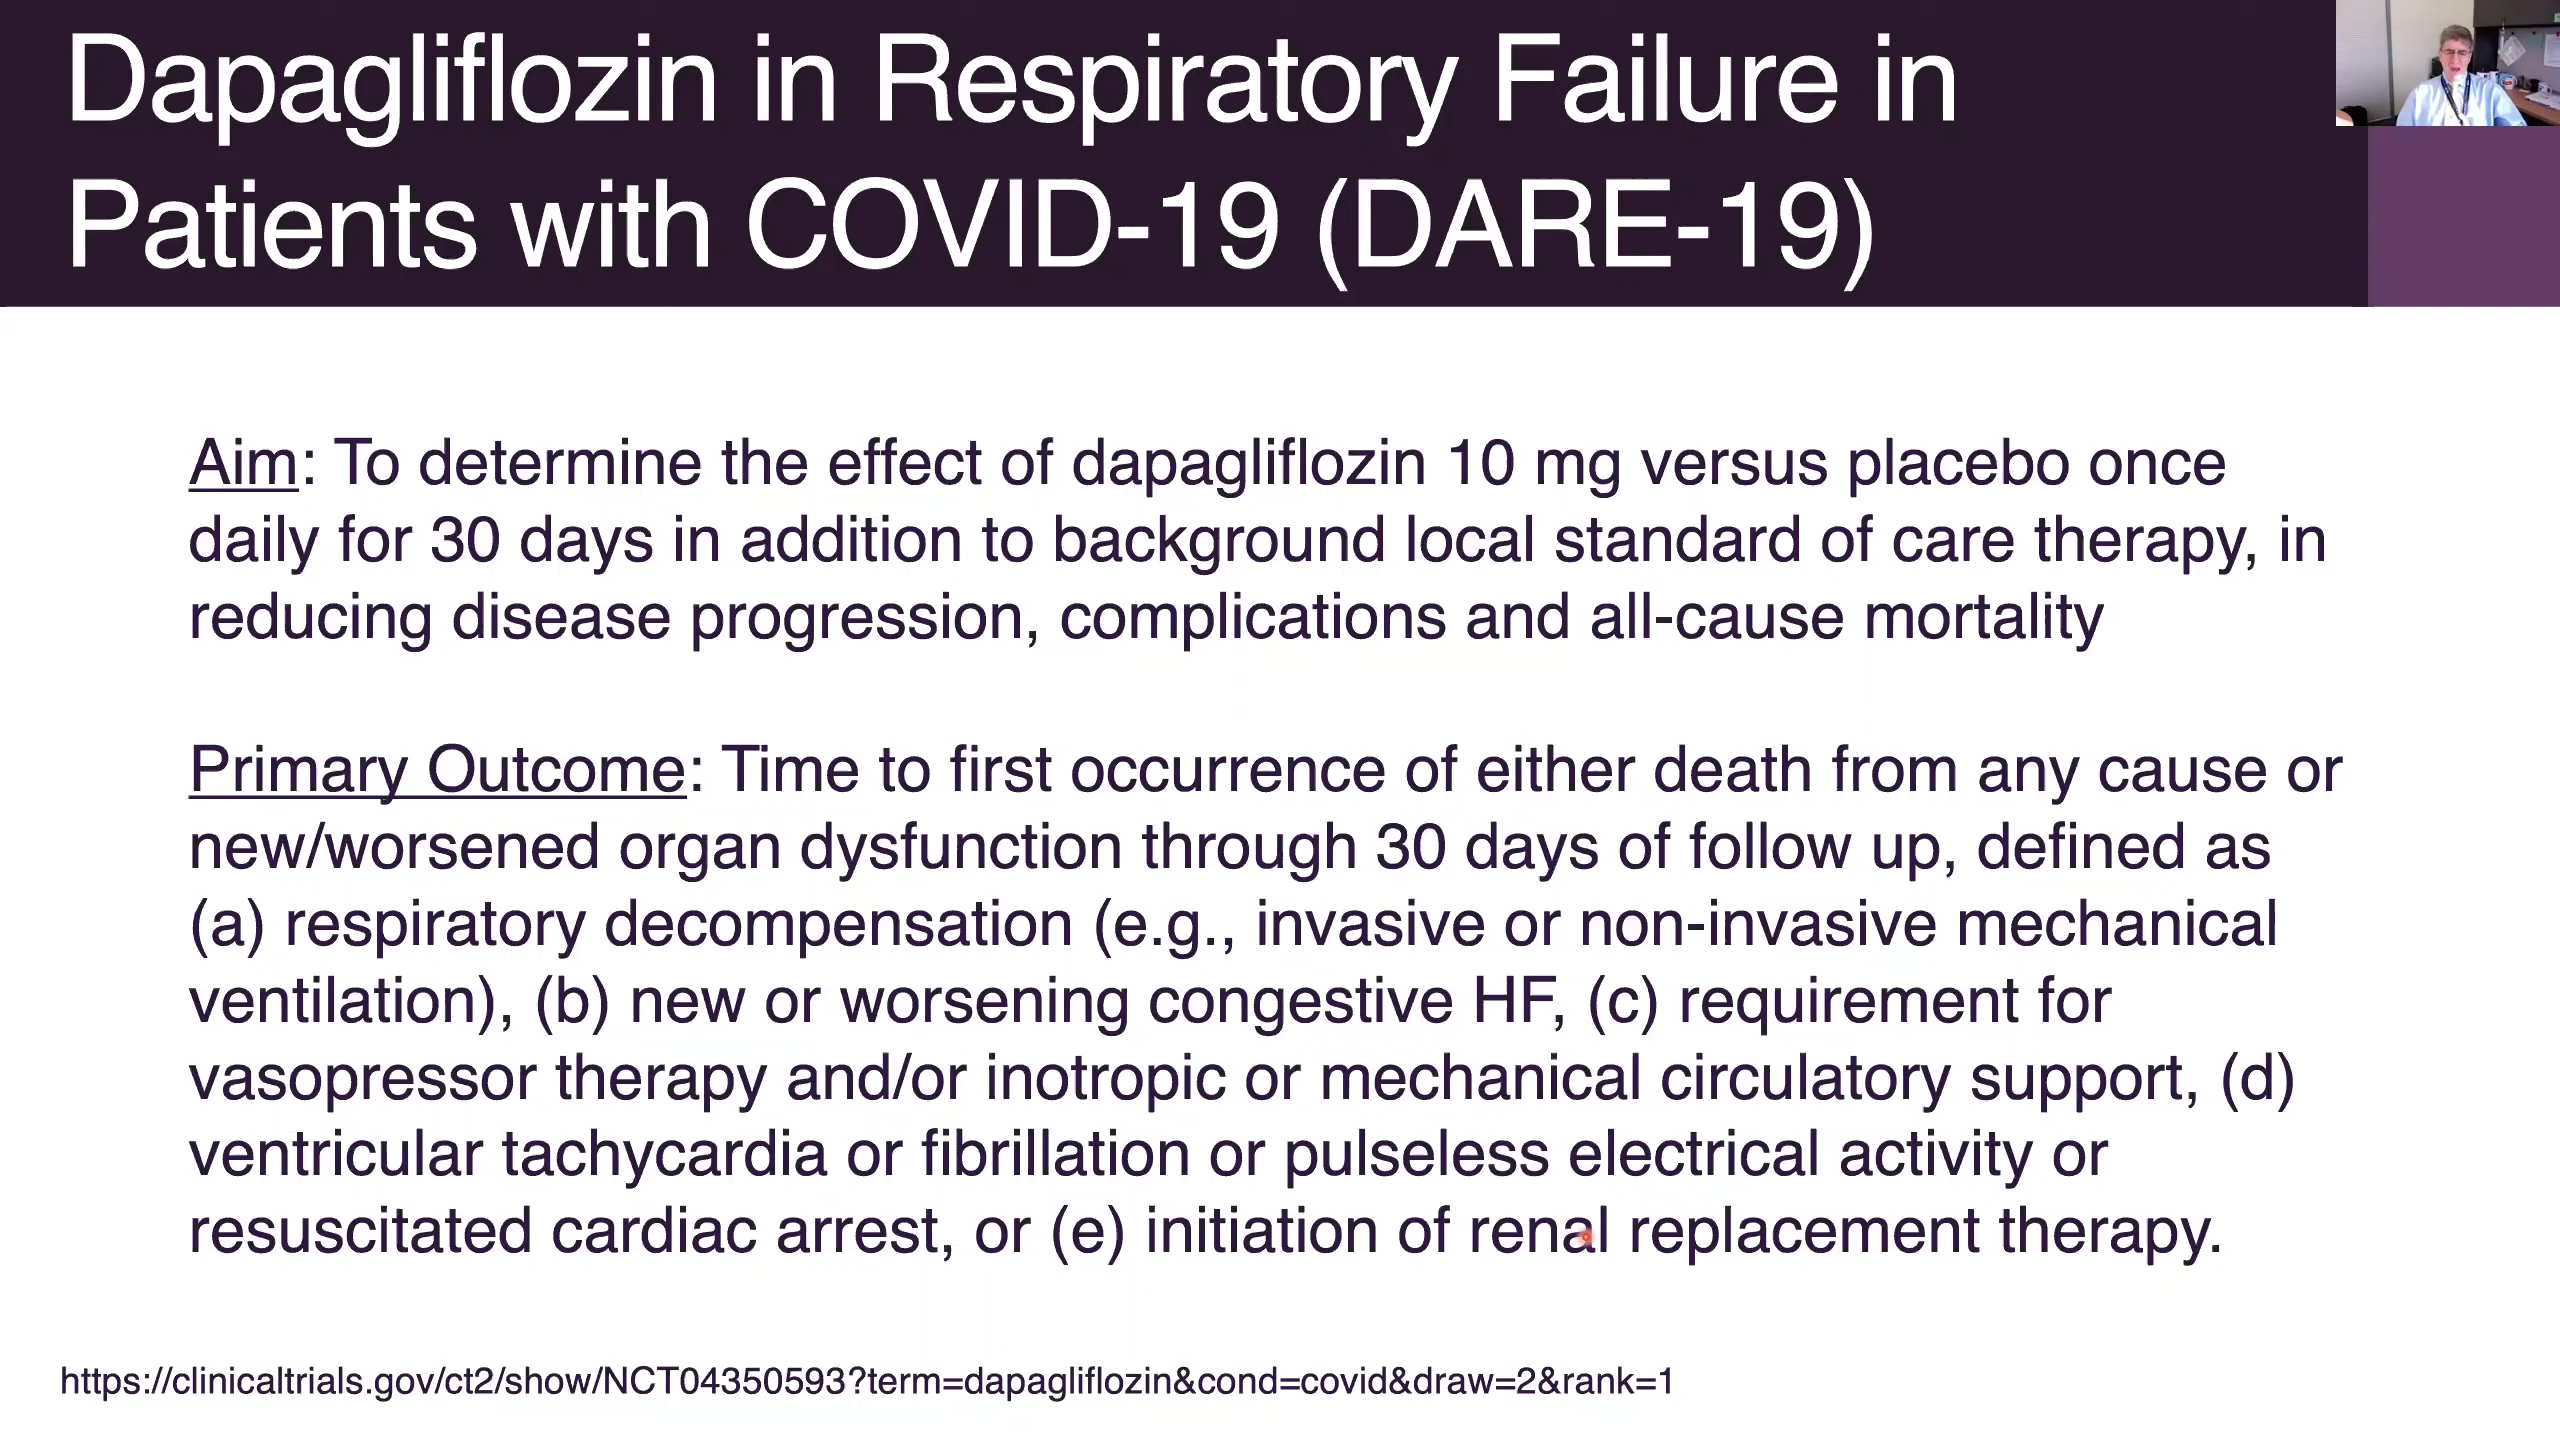 Dapagliflozin in Respiratory Failure in
Patients with COVID-19 (DARE-19)
Aim: To determine the effect of dapagliflozin 10 mg versus placebo once
daily for 30 days in addition to background local standard of care therapy, in
reducing disease progression, complications and all-cause mortality
Primary Outcome: Time to first occurrence of either death from any cause or
new/worsened organ dysfunction through 30 days of follow up, defined as
(a) respiratory decompensation (e.g., invasive or non-invasive mechanical
ventilation), (b) new or worsening congestive HF, (c) requirement for
vasopressor therapy and/or inotropic or mechanical circulatory support, (d)
ventricular tachycardia or fibrillation or pulseless electrical activity or
resuscitated cardiac arrest, or (e) initiation of renal replacement therapy.
https://clinicaltrials.gov/ct2/show/NCT04350593?term=dapagliflozin&cond=covid&draw=2&rank=1